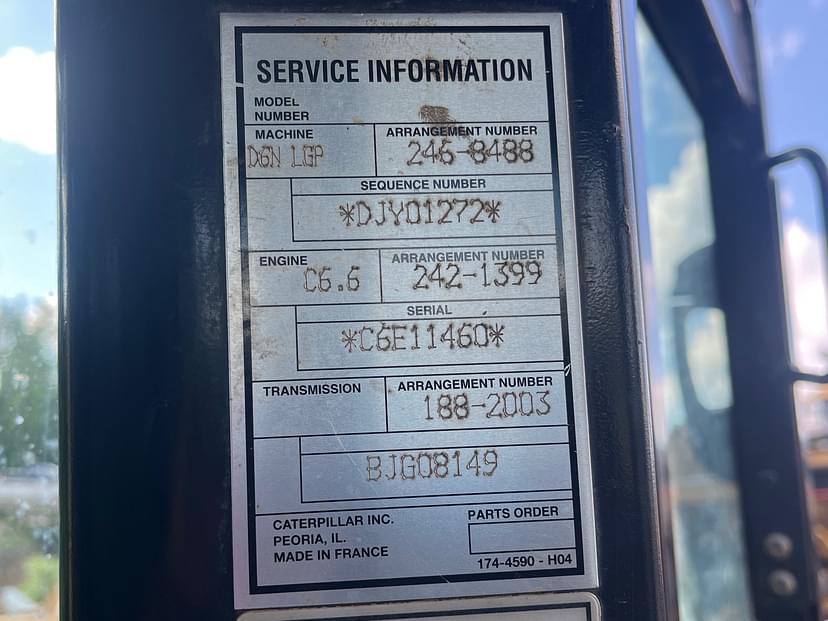 SERVICE INFORMATION
MODEL
NUMBER
MACHINE ARRANGEMENT NUMBER
D6N LGP 246-8488
SEQUENCE NUMBER
*DJY01272*
ENGINE ARRANGEMENT NUMBER
C6.6 242-1399
SERIAL
*C6E11460*
TRANSMISSION ARRANGEMENT NUMBER
188-2003
BJG08149
CATERPILLAR INC. PARTS ORDER
PEORIA, IL.
MADE IN FRANCE
174-4590 - H04